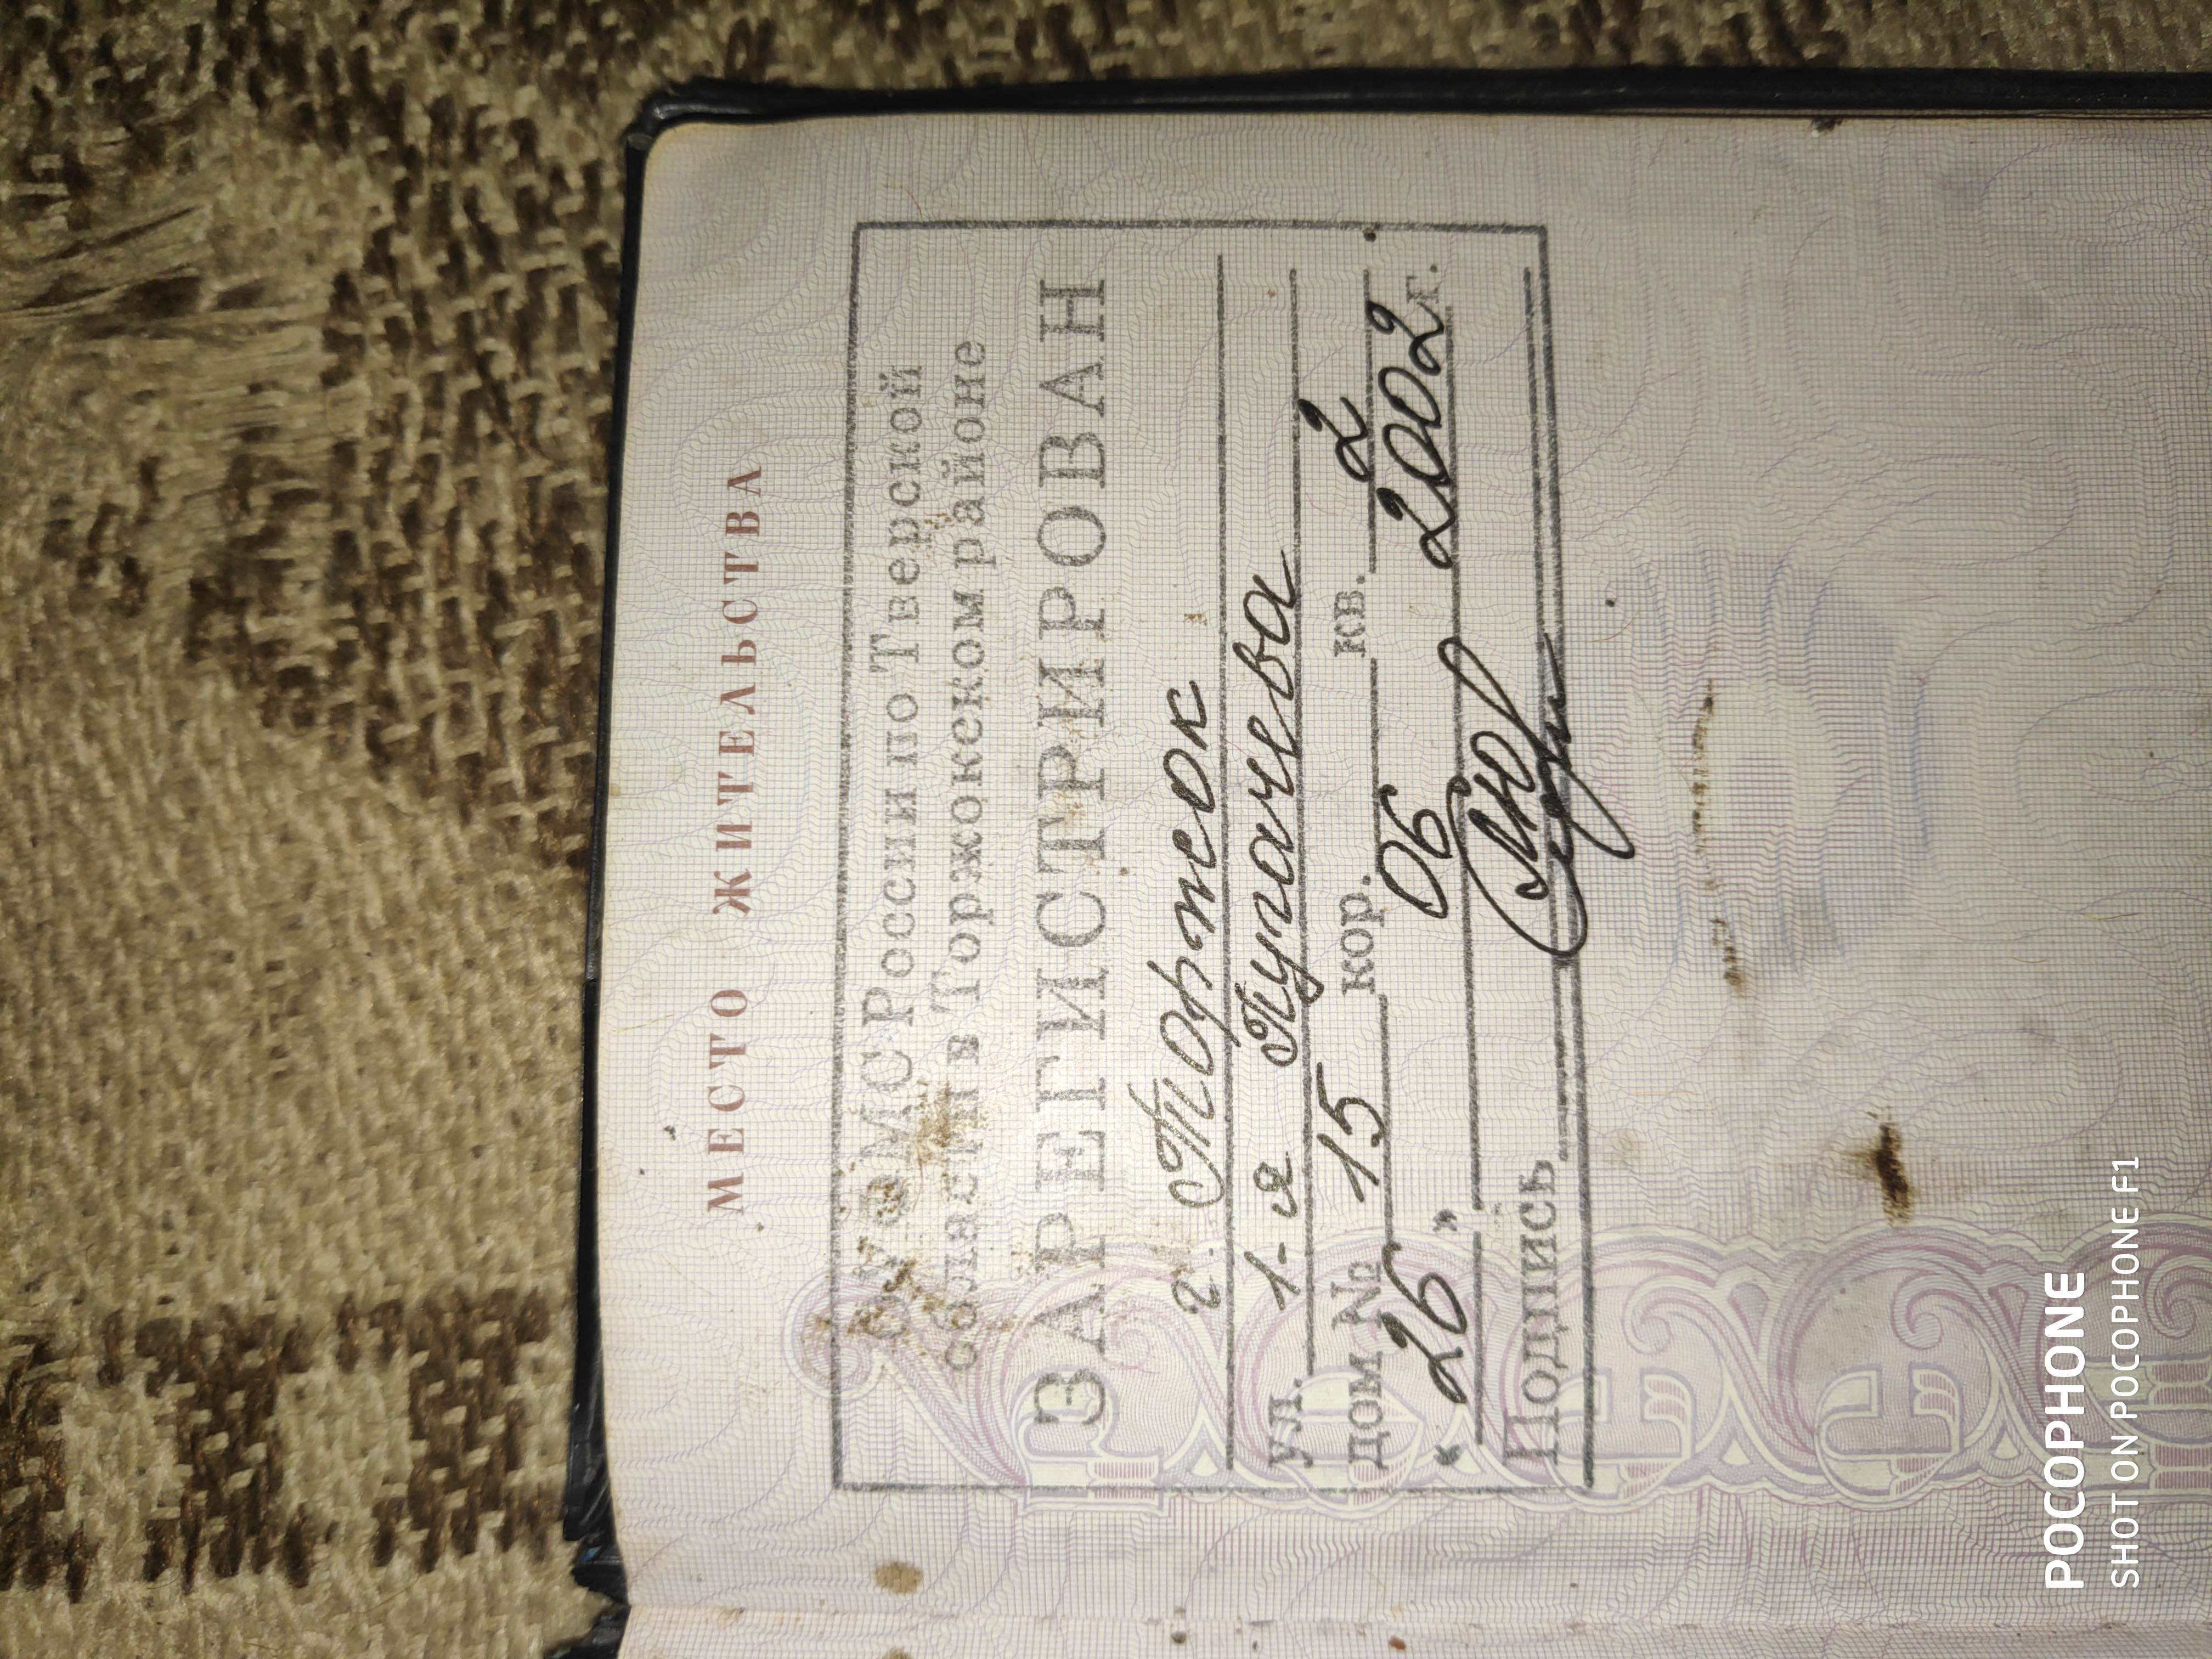 МЕСТО ЖИТЕЛЬСТВА
ОУФМС России по Тверской
области в Торжокском районе
ЗАРЕГИСТРИРОВАН
г. Торжок
ул. 1-я Пугачева
дом № 15 кор. кв. 2
« 26 » 06 2002 г.
Подпись
POCOPHONE
SHOT ON POCOPHONE F1